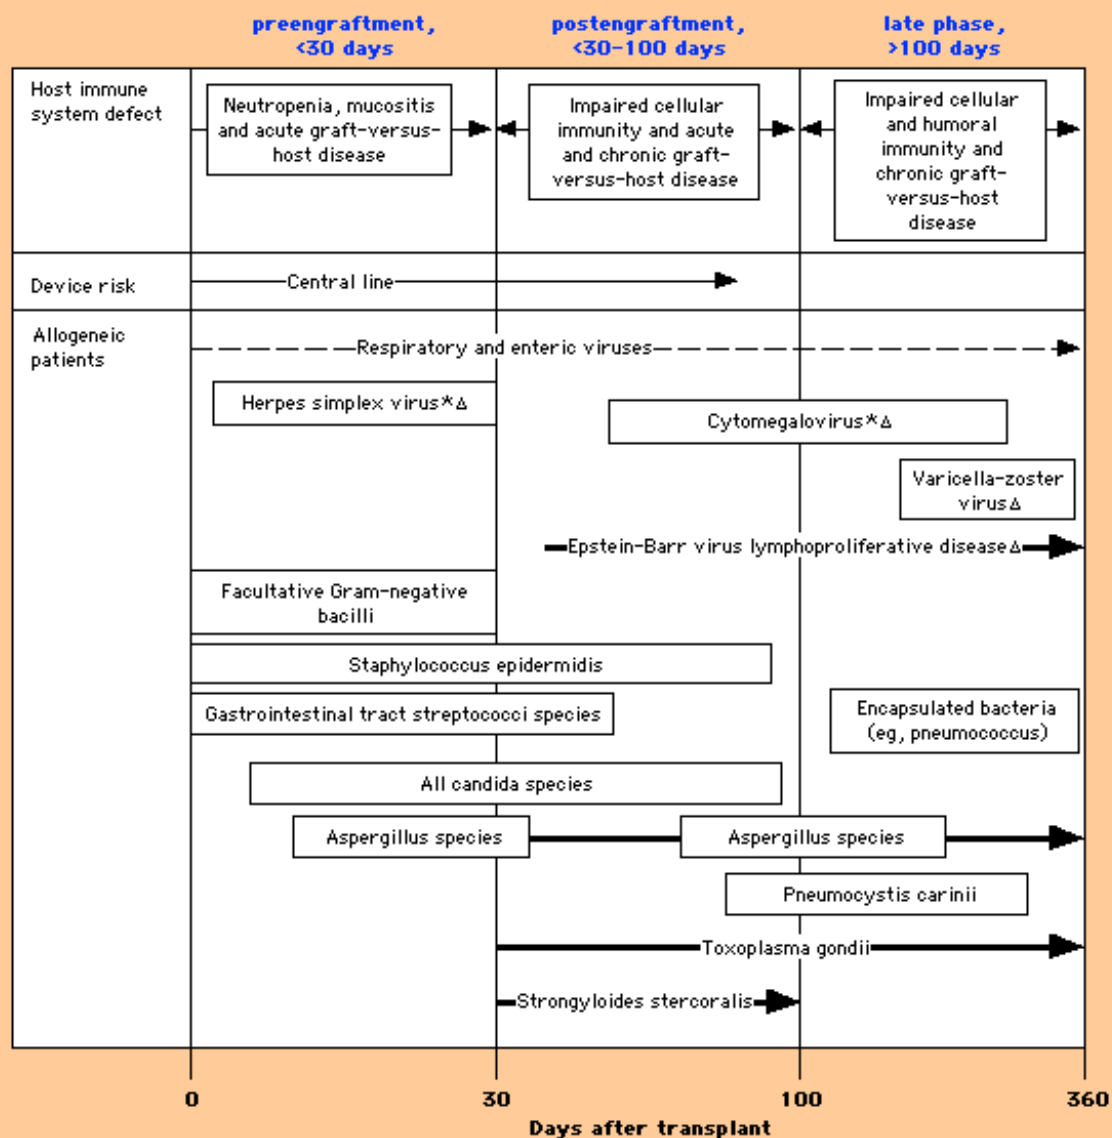 preengraftment,
<30 days
postengraftment,
<30-100 days
late phase,
>100 days
Host immune
system defect
Neutropenia, mucositis
and acute graft-versus-
host disease
Impaired cellular
immunity and acute
and chronic graft-
versus-host disease
Impaired cellular
and humoral
immunity and
chronic graft-
versus-host
disease
Device risk
Central line
Allogeneic
patients
Respiratory and enteric viruses
Herpes simplex virus*Δ
Cytomegalovirus*Δ
Varicella-zoster
virusΔ
Epstein-Barr virus lymphoproliferative diseaseΔ
Facultative Gram-negative
bacilli
Staphylococcus epidermidis
Gastrointestinal tract streptococci species
Encapsulated bacteria
(eg, pneumococcus)
All candida species
Aspergillus species
Aspergillus species
Pneumocystis carinii
Toxoplasma gondii
Strongyloides stercoralis
0
30
100
360
Days after transplant